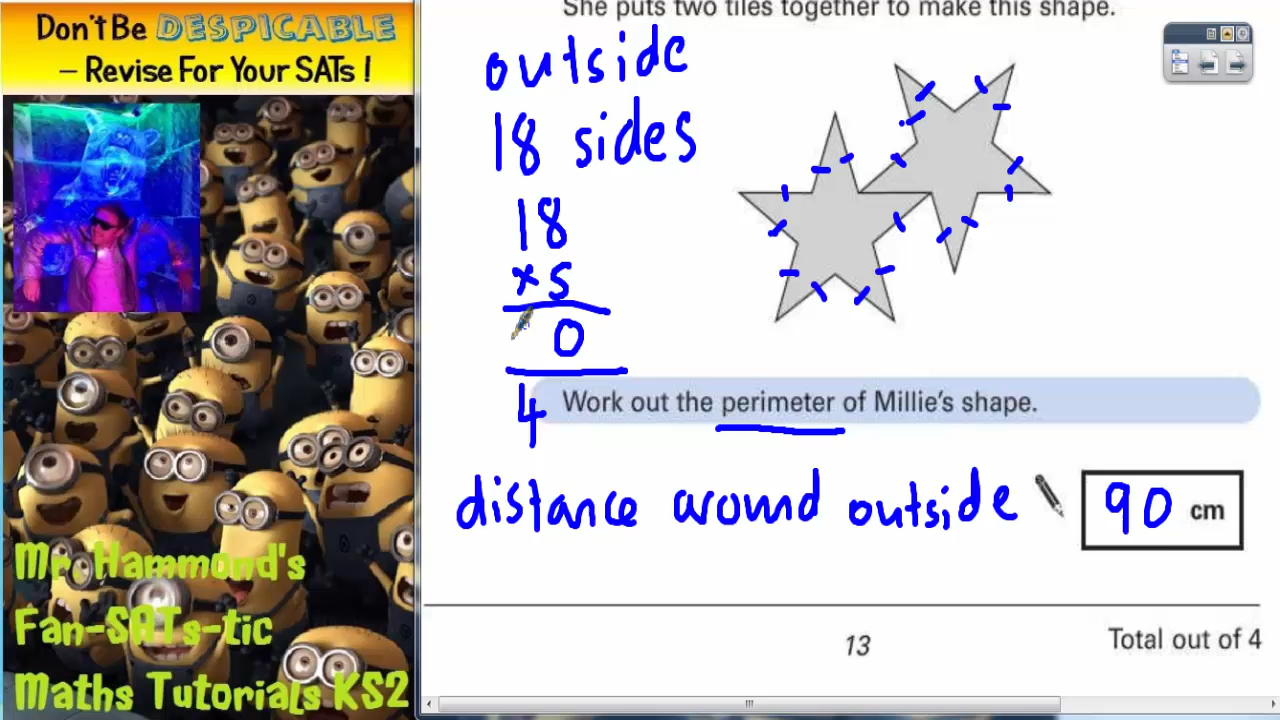 Don't Be DESPICABLE
– Revise For Your SATs !
Mr. Hammond's
Fan-SATs-tic
Maths Tutorials KS2
She puts two tiles together to make this shape.
outside
18 sides
18
×5
0
4
Work out the perimeter of Millie's shape.
distance around outside
90 cm
13
Total out of 4